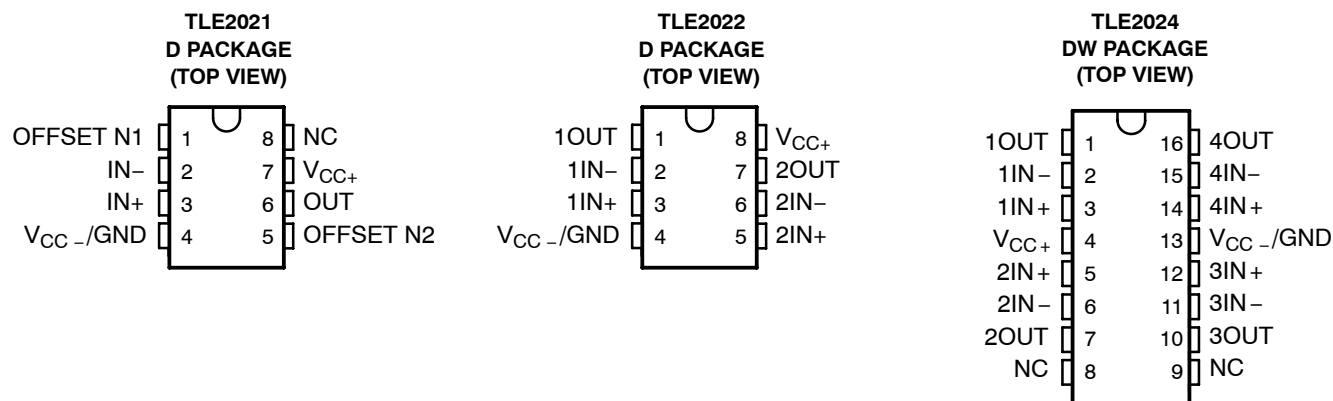 TLE2021
D PACKAGE
(TOP VIEW)
OFFSET N1 1 8 NC
IN− 2 7 VCC+
IN+ 3 6 OUT
VCC −/GND 4 5 OFFSET N2
TLE2022
D PACKAGE
(TOP VIEW)
1OUT 1 8 VCC+
1IN− 2 7 2OUT
1IN+ 3 6 2IN−
VCC −/GND 4 5 2IN+
TLE2024
DW PACKAGE
(TOP VIEW)
1OUT 1 16 4OUT
1IN − 2 15 4IN−
1IN + 3 14 4IN +
VCC + 4 13 VCC −/GND
2IN + 5 12 3IN +
2IN − 6 11 3IN −
2OUT 7 10 3OUT
NC 8 9 NC